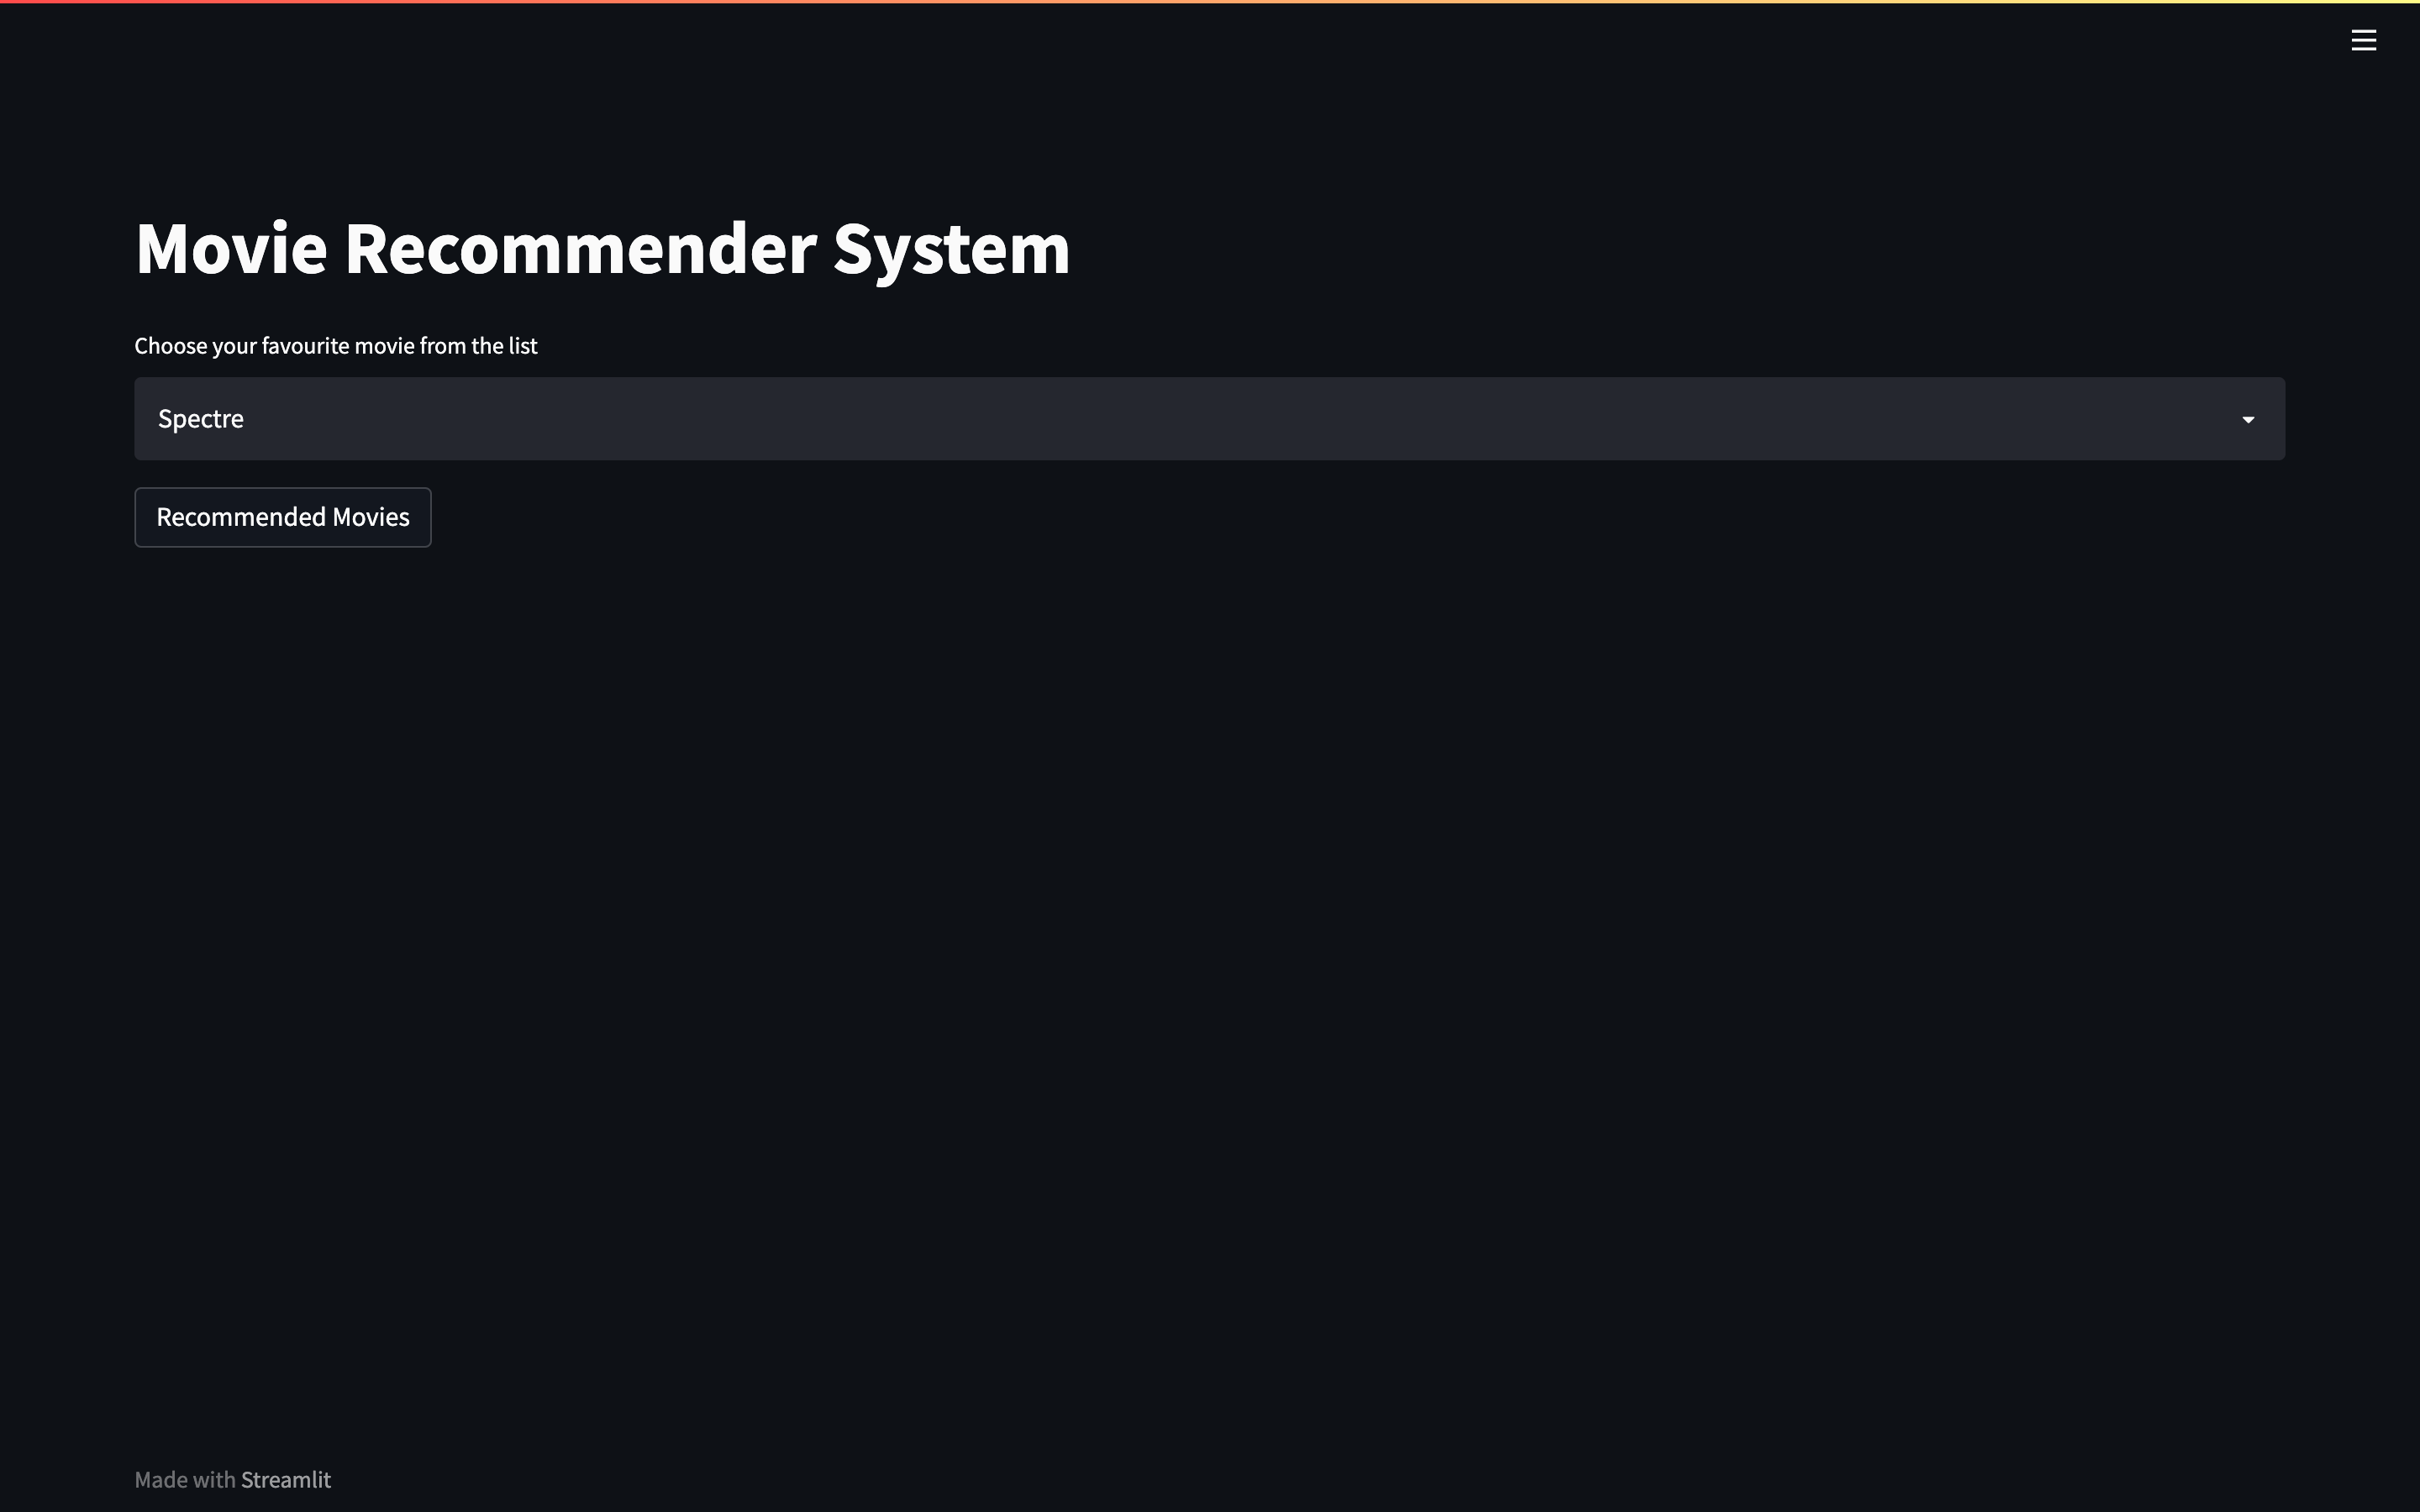 Movie Recommender System
Choose your favourite movie from the list
Spectre
Recommended Movies
Made with Streamlit